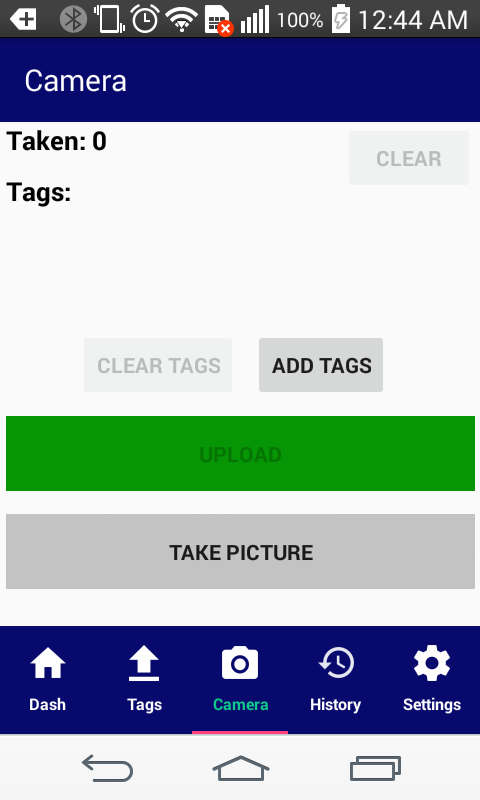 100% 12:44 AM
Camera
Taken: 0
CLEAR
Tags:
CLEAR TAGS ADD TAGS
UPLOAD
TAKE PICTURE
Dash Tags Camera History Settings